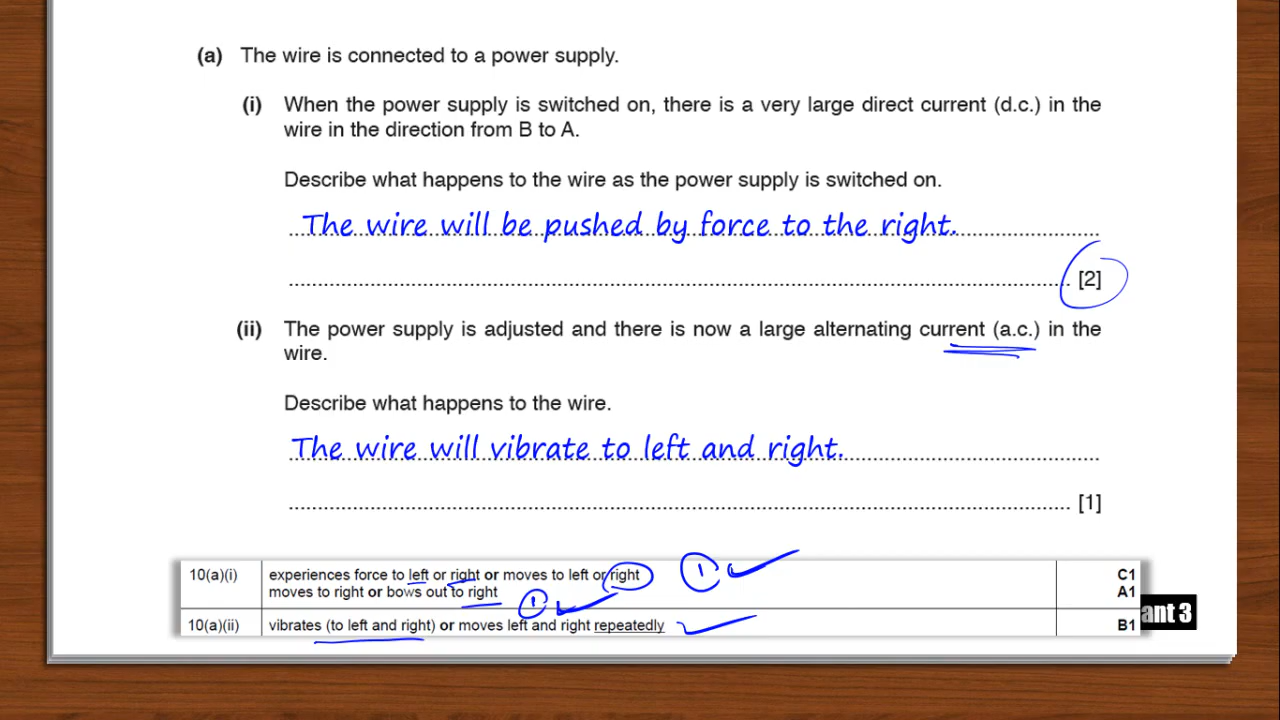 (a) The wire is connected to a power supply.
(i) When the power supply is switched on, there is a very large direct current (d.c.) in the
wire in the direction from B to A.
Describe what happens to the wire as the power supply is switched on.
The wire will be pushed by force to the right.
[2]
(ii) The power supply is adjusted and there is now a large alternating current (a.c.) in the
wire.
Describe what happens to the wire.
The wire will vibrate to left and right.
[1]
10(a)(i) experiences force to left or right or moves to left or right 1 C1
moves to right or bows out to right 1 A1
10(a)(ii) vibrates (to left and right) or moves left and right repeatedly B1
ant 3